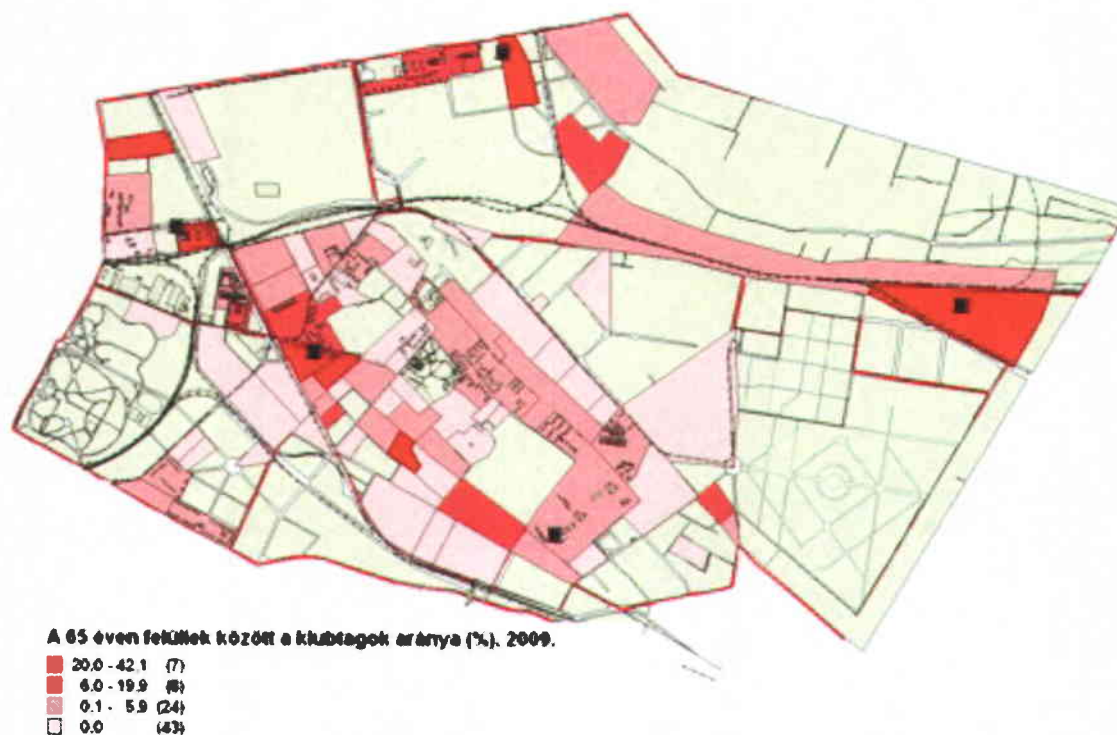 A 65 éven felüliek között a klubtagok aránya (%). 2009.
20.0 - 42.1 (7)
6.0 - 19.9 (8)
0.1 - 5.9 (24)
0.0 (43)